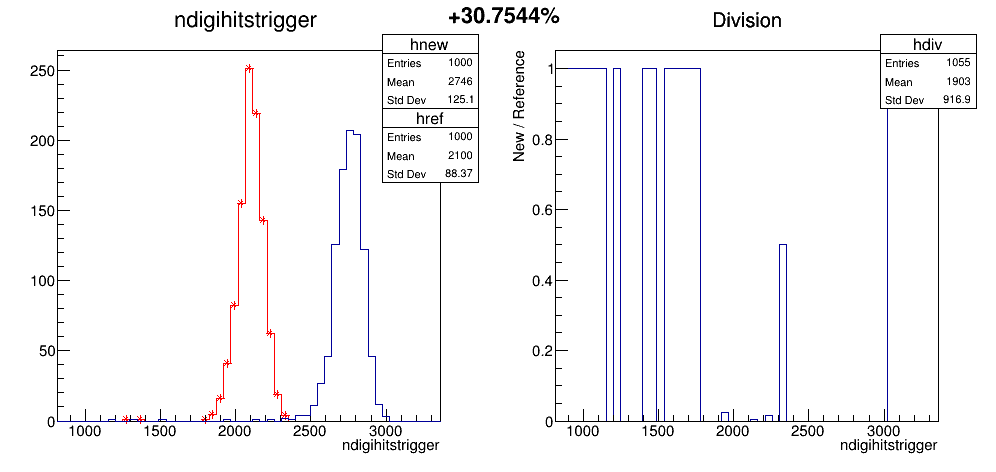 +30.7544%
ndigihitstrigger
hnew
Entries 1000
Mean 2746
Std Dev 125.1
href
Entries 1000
Mean 2100
Std Dev 88.37
250
200
150
100
50
0
1000 1500 2000 2500 3000
ndigihitstrigger
Division
hdiv
Entries 1055
Mean 1903
Std Dev 916.9
New / Reference
1
0.8
0.6
0.4
0.2
0
1000 1500 2000 2500 3000
ndigihitstrigger